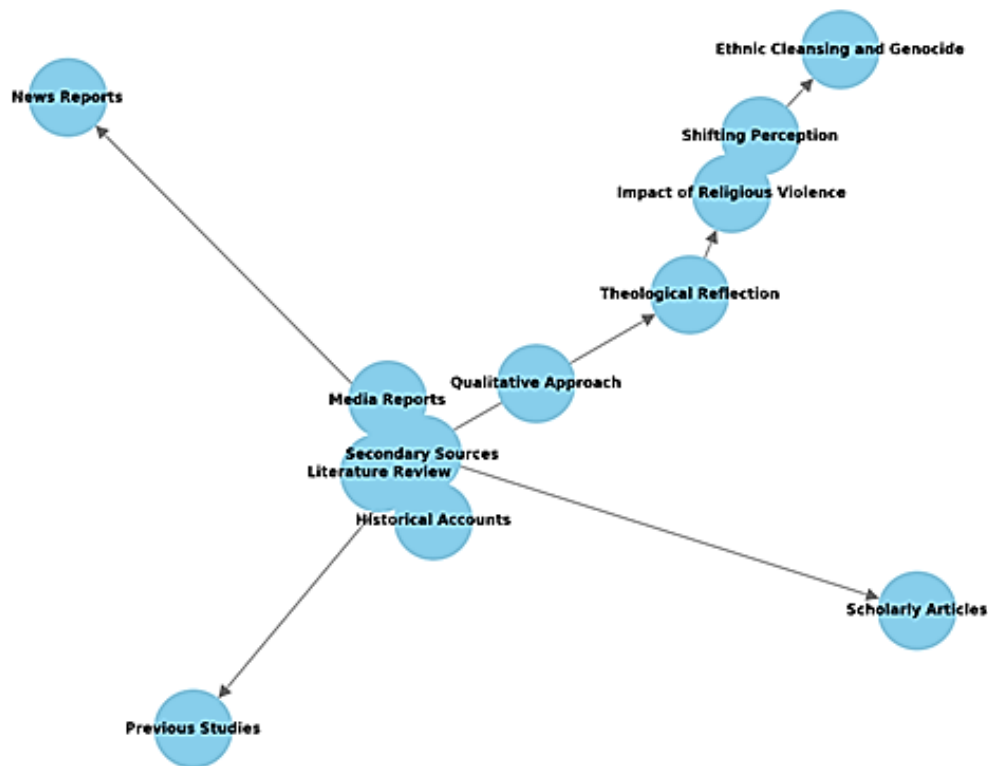 Ethnic Cleansing and Genocide
News Reports
Shifting Perception
Impact of Religious Violence
Theological Reflection
Qualitative Approach
Media Reports
Secondary Sources
Literature Review
Historical Accounts
Scholarly Articles
Previous Studies